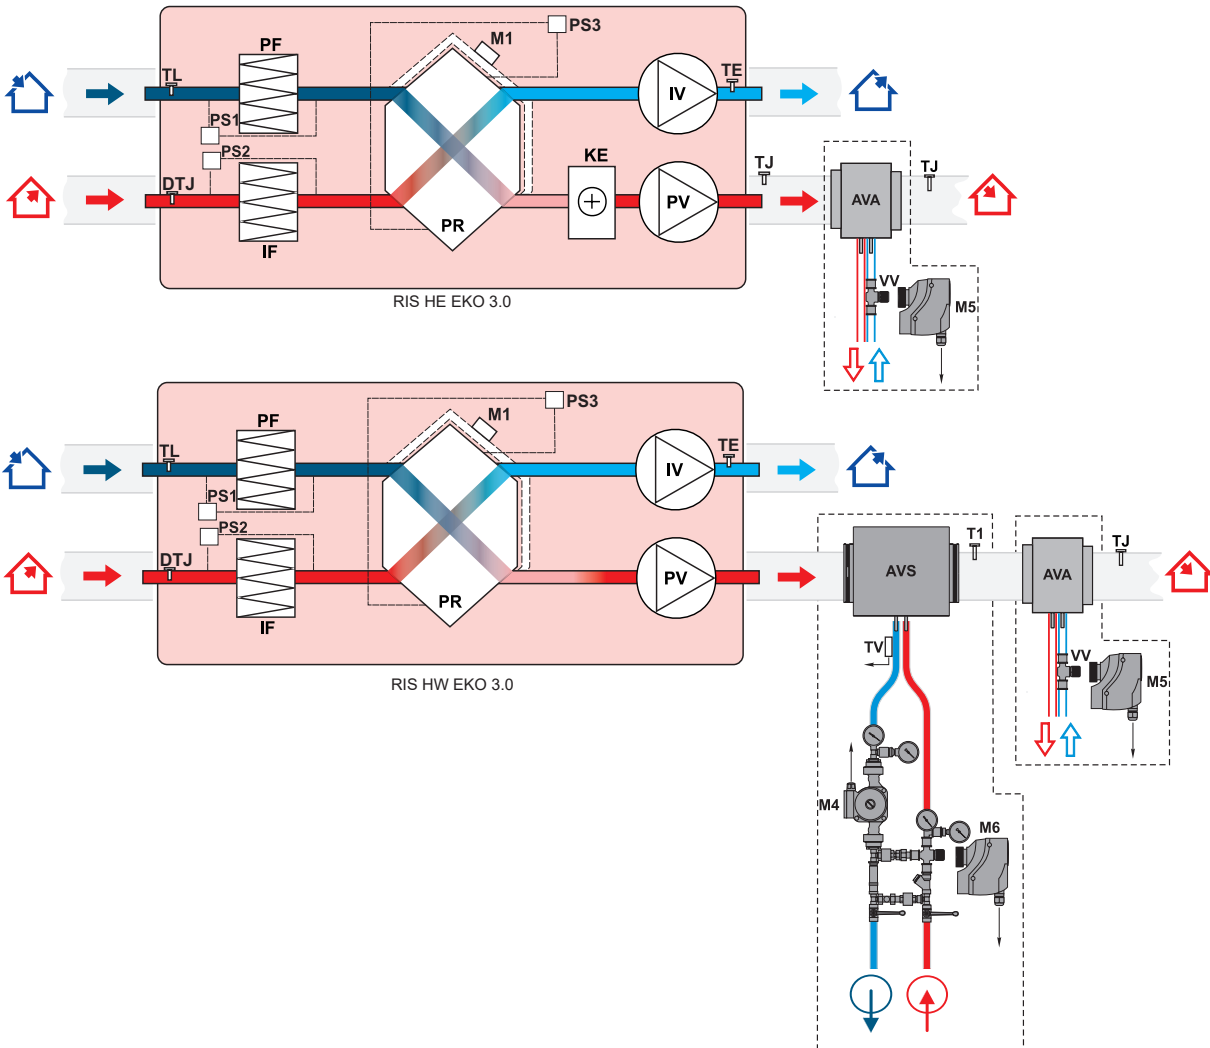 PS3
M1
PF
TL
IV
TE
PS1
PS2
KE
TJ
TJ
DTJ
AVA
PV
PR
IF
VV
RIS HE EKO 3.0
M5
PS3
M1
PF
TL
IV
TE
PS1
PS2
T1
TJ
DTJ
AVS
AVA
PV
PR
IF
TV
VV
RIS HW EKO 3.0
M5
M4
M6